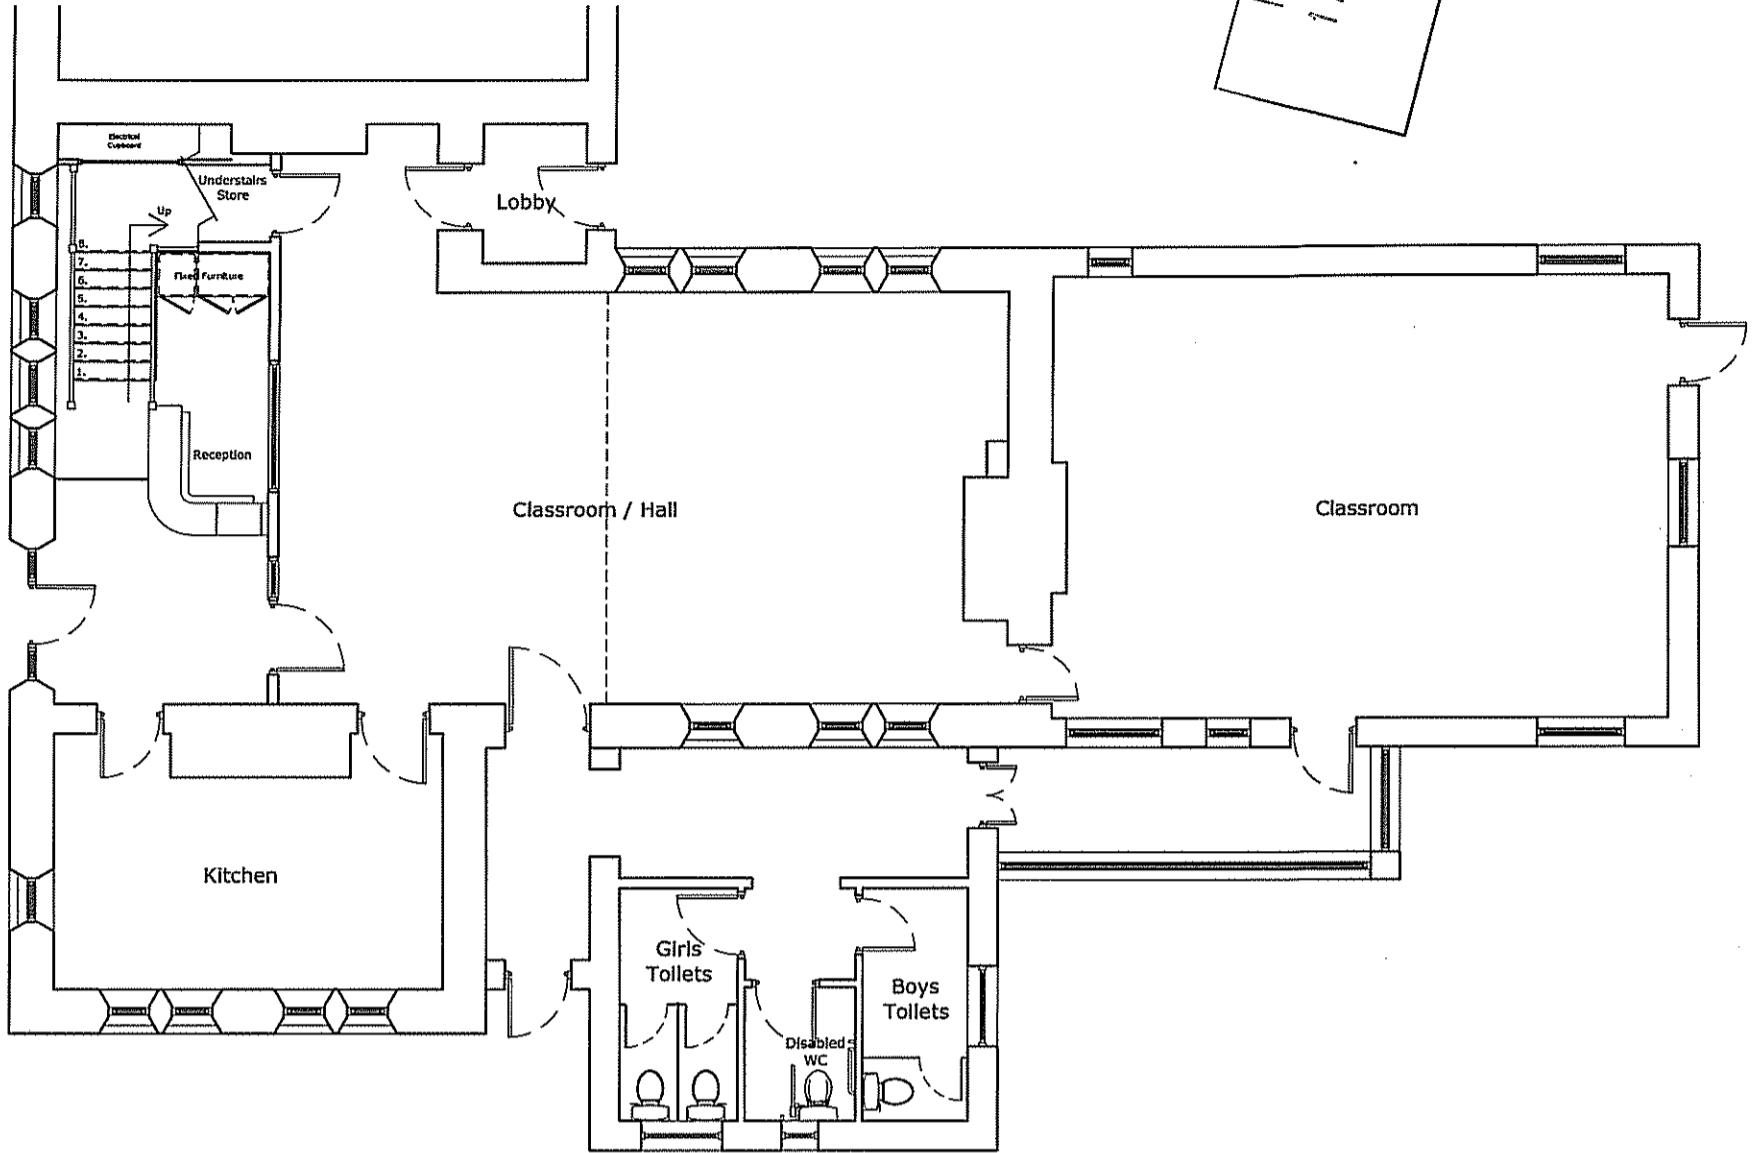 Electrical
Cupboard
Understairs
Store
Lobby
Up
8.
7.
6.
5.
4.
3.
2.
1.
Fixed Furniture
Reception
Classroom / Hall
Classroom
Kitchen
Girls
Toilets
Boys
Toilets
Disabled
WC